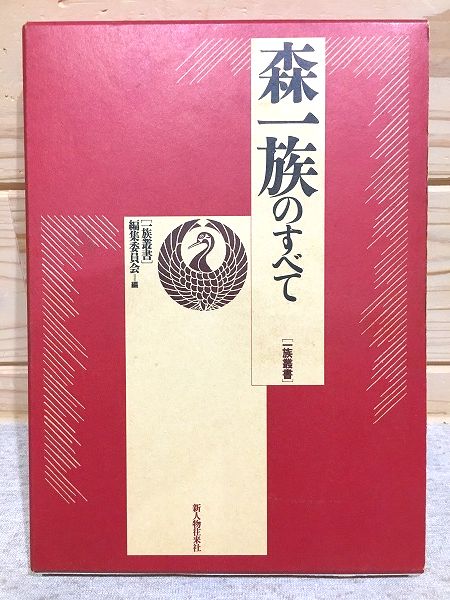 森一族のすべて
[一族叢書]
[一族叢書]
編集委員会=編
新人物往来社